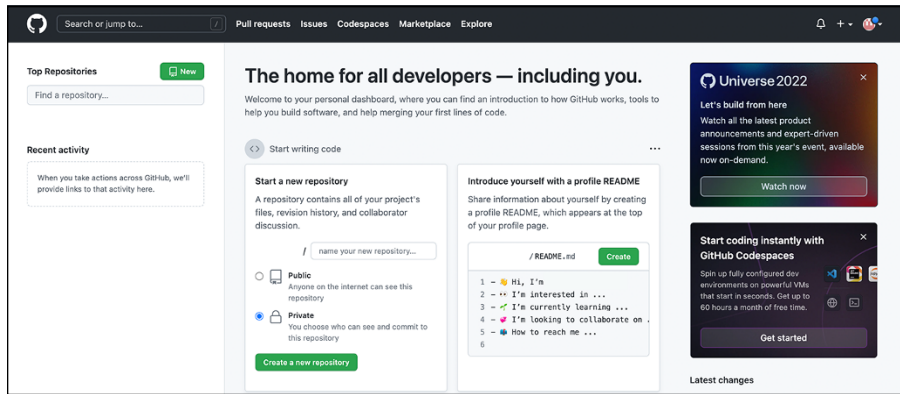 Search or jump to...
/
Pull requests Issues Codespaces Marketplace Explore
Top Repositories
New
Find a repository...
Recent activity
When you take actions across GitHub, we'll
provide links to that activity here.
The home for all developers — including you.
Welcome to your personal dashboard, where you can find an introduction to how GitHub works, tools to
help you build software, and help merging your first lines of code.
<> Start writing code
...
Start a new repository
A repository contains all of your project's
files, revision history, and collaborator
discussion.
/ name your new repository...
Public
Anyone on the internet can see this
repository
Private
You choose who can see and commit to
this repository
Create a new repository
Introduce yourself with a profile README
Share information about yourself by creating
a profile README, which appears at the top
of your profile page.
/ README.md
Create
1 - 👋 Hi, I'm
2 - 👀 I'm interested in ...
3 - 🌱 I'm currently learning ...
4 - 💞️ I'm looking to collaborate on .
5 - 📫 How to reach me ...
6
Universe 2022
Let's build from here
Watch all the latest product
announcements and expert-driven
sessions from this year's event, available
now on-demand.
Watch now
Start coding instantly with
GitHub Codespaces
Spin up fully configured dev
environments on powerful VMs
that start in seconds. Get up to
60 hours a month of free time.
Get started
Latest changes